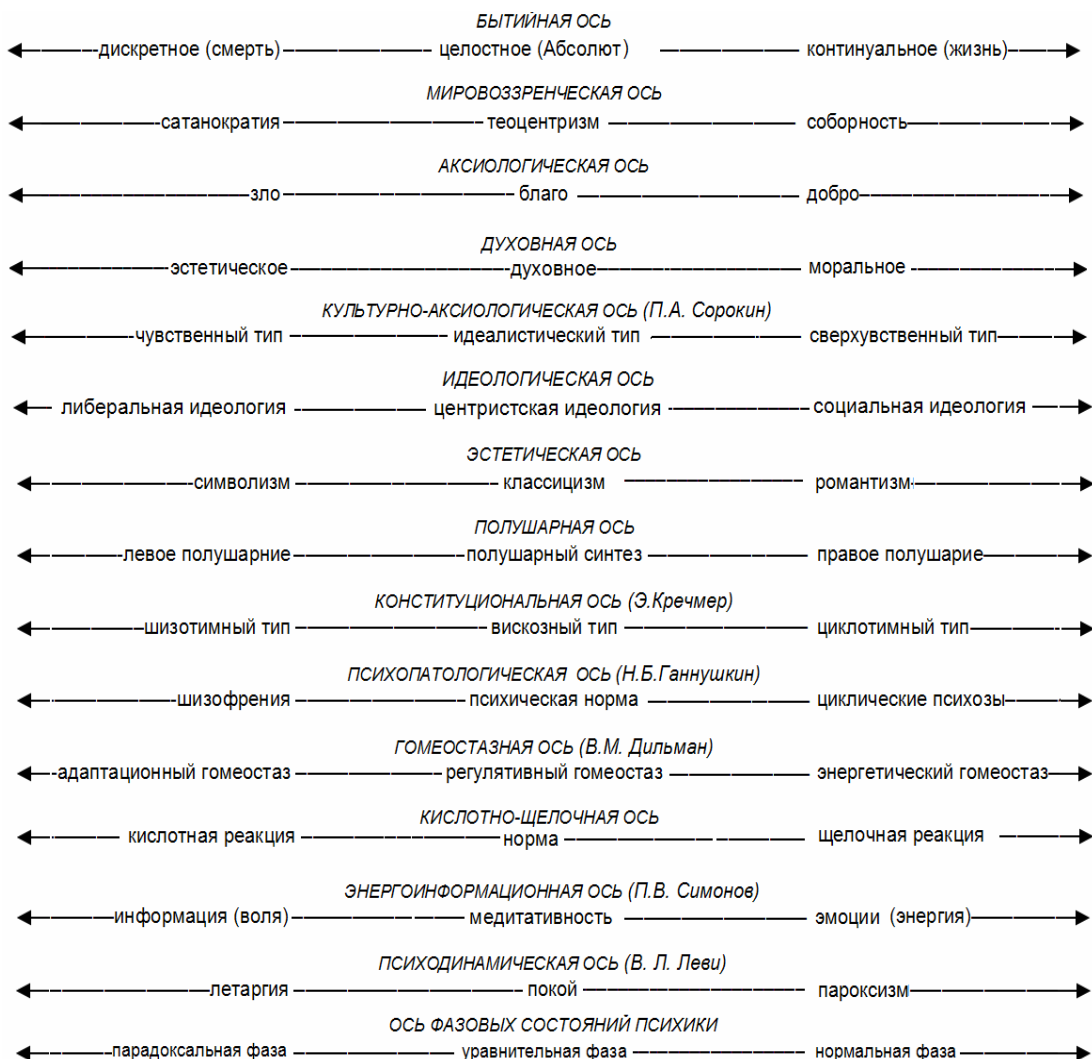 БЫТИЙНАЯ ОСЬ
дискретное (смерть) целостное (Абсолют) континуальное (жизнь)
МИРОВОЗЗРЕНЧЕСКАЯ ОСЬ
сатанократия теоцентризм соборность
АКСИОЛОГИЧЕСКАЯ ОСЬ
зло благо добро
ДУХОВНАЯ ОСЬ
эстетическое духовное моральное
КУЛЬТУРНО-АКСИОЛОГИЧЕСКАЯ ОСЬ (П.А. Сорокин)
чувственный тип идеалистический тип сверхувственный тип
ИДЕОЛОГИЧЕСКАЯ ОСЬ
либеральная идеология центристская идеология социальная идеология
ЭСТЕТИЧЕСКАЯ ОСЬ
символизм классицизм романтизм
ПОЛУШАРНАЯ ОСЬ
левое полушарние полушарный синтез правое полушарие
КОНСТИТУЦИОНАЛЬНАЯ ОСЬ (Э.Кречмер)
шизотимный тип вискозный тип циклотимный тип
ПСИХОПАТОЛОГИЧЕСКАЯ ОСЬ (Н.Б.Ганнушкин)
шизофрения психическая норма циклические психозы
ГОМЕОСТАЗНАЯ ОСЬ (В.М. Дильман)
адаптационный гомеостаз регулятивный гомеостаз энергетический гомеостаз
КИСЛОТНО-ЩЕЛОЧНАЯ ОСЬ
кислотная реакция норма щелочная реакция
ЭНЕРГОИНФОРМАЦИОННАЯ ОСЬ (П.В. Симонов)
информация (воля) медитативность эмоции (энергия)
ПСИХОДИНАМИЧЕСКАЯ ОСЬ (В. Л. Леви)
летаргия покой пароксизм
ОСЬ ФАЗОВЫХ СОСТОЯНИЙ ПСИХИКИ
парадоксальная фаза уравнительная фаза нормальная фаза